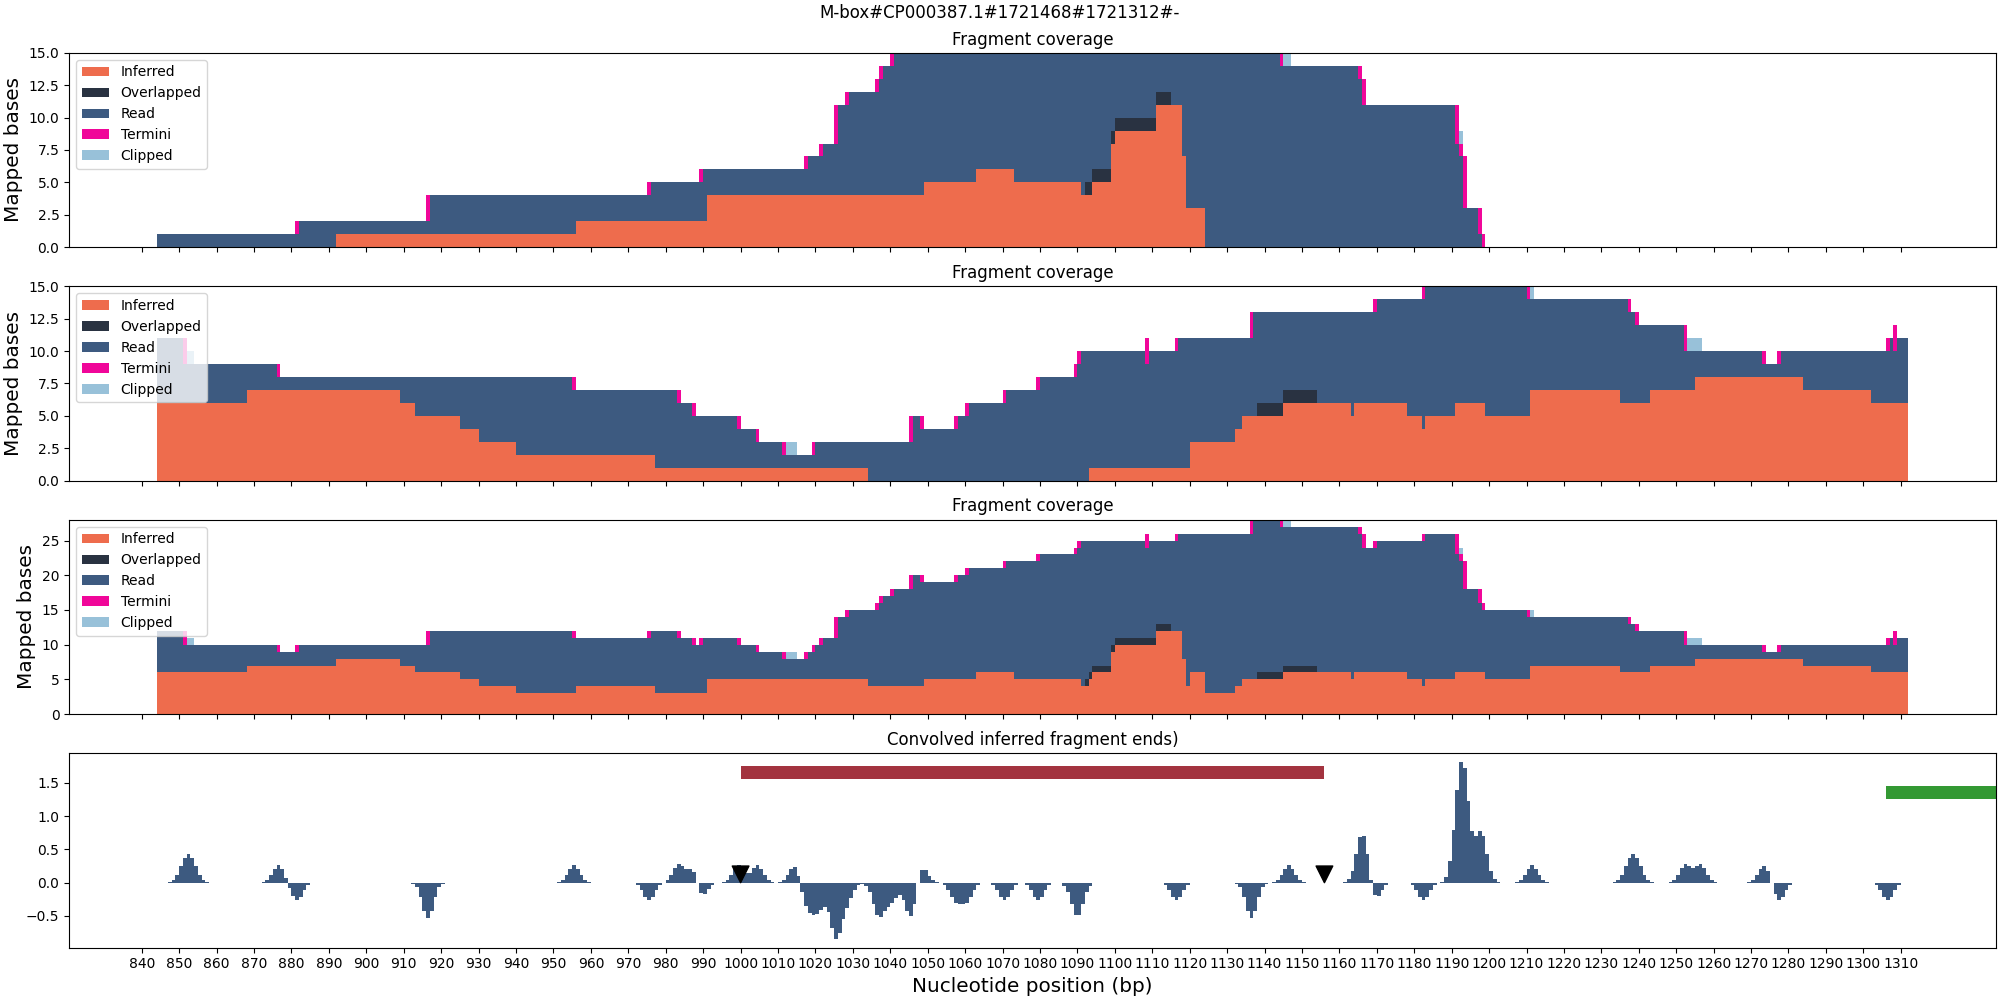 M-box#CP000387.1#1721468#1721312#-
Fragment coverage
Mapped bases
15.0
12.5
10.0
7.5
5.0
2.5
0.0
Inferred
Overlapped
Read
Termini
Clipped
Fragment coverage
Mapped bases
15.0
12.5
10.0
7.5
5.0
2.5
0.0
Inferred
Overlapped
Read
Termini
Clipped
Fragment coverage
Mapped bases
25
20
15
10
5
0
Inferred
Overlapped
Read
Termini
Clipped
Convolved inferred fragment ends)
1.5
1.0
0.5
0.0
−0.5
840 850 860 870 880 890 900 910 920 930 940 950 960 970 980 990 1000 1010 1020 1030 1040 1050 1060 1070 1080 1090 1100 1110 1120 1130 1140 1150 1160 1170 1180 1190 1200 1210 1220 1230 1240 1250 1260 1270 1280 1290 1300 1310
Nucleotide position (bp)